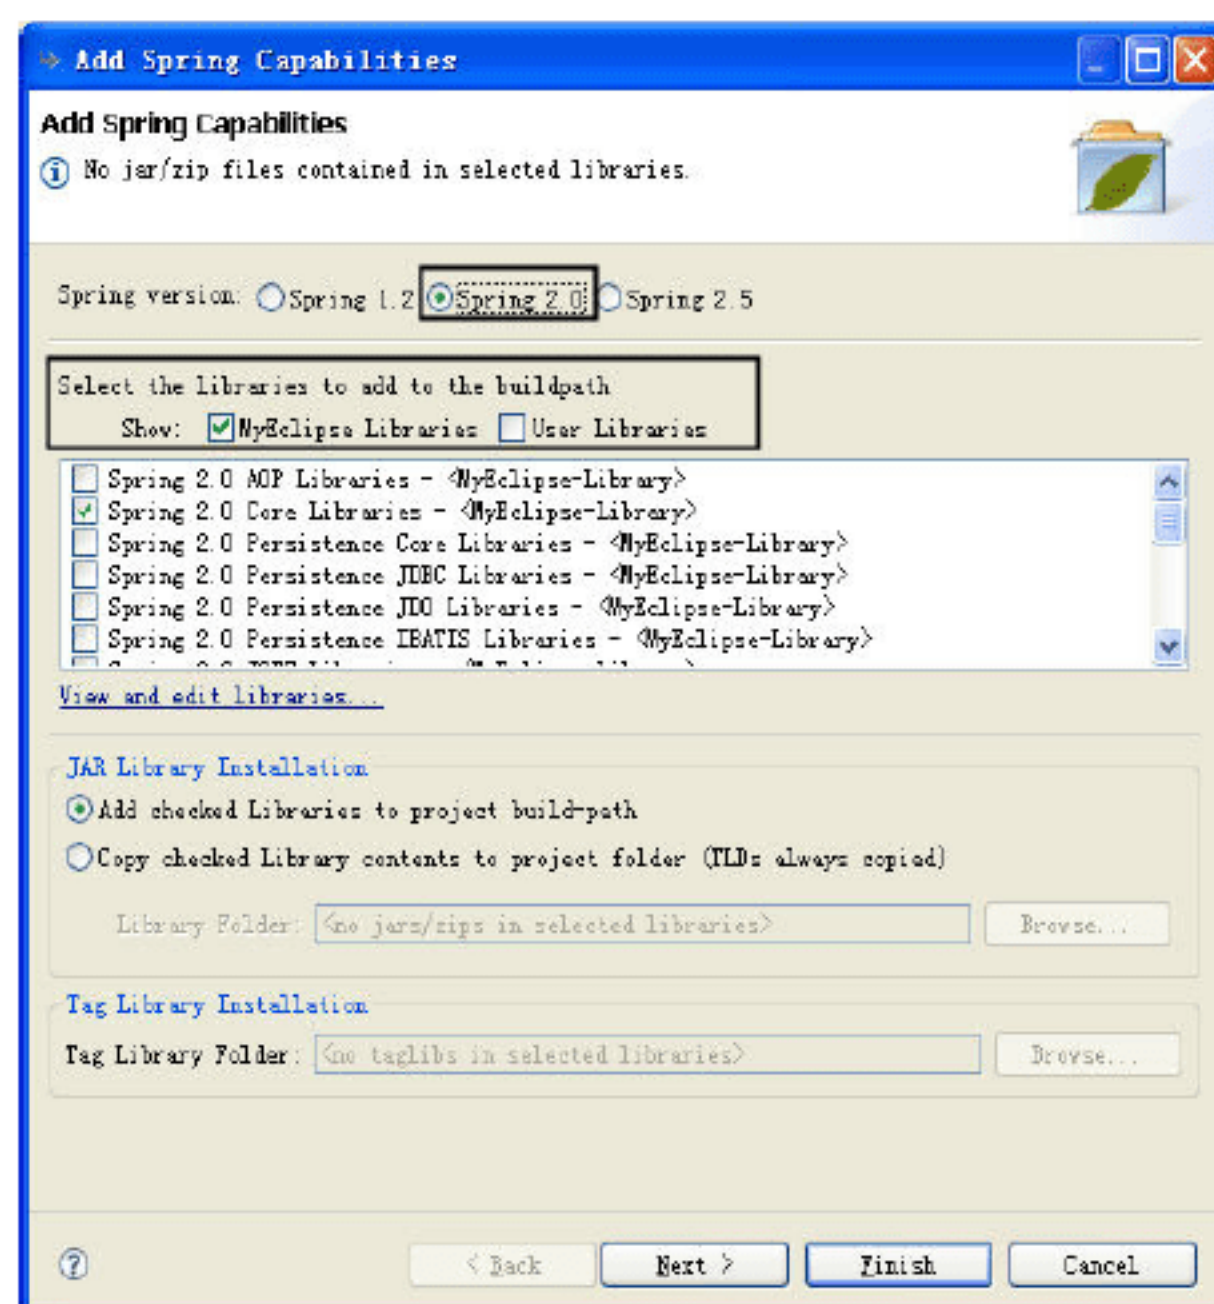 Add Spring Capabilities
Add Spring Capabilities
No jar/zip files contained in selected libraries.
Spring version: Spring 1.2 Spring 2.0 Spring 2.5
Select the Libraries to add to the buildpath
Show: MyEclipse Libraries User Libraries
Spring 2.0 AOP Libraries - <MyEclipse-Library>
Spring 2.0 Core Libraries - <MyEclipse-Library>
Spring 2.0 Persistence Core Libraries - <MyEclipse-Library>
Spring 2.0 Persistence JDBC Libraries - <MyEclipse-Library>
Spring 2.0 Persistence JDO Libraries - <MyEclipse-Library>
Spring 2.0 Persistence IBATIS Libraries - <MyEclipse-Library>
View and edit libraries...
JAR Library Installation
Add checked Libraries to project build-path
Copy checked Library contents to project folder (TLDs always copied)
Library Folder: <no jars/zips in selected libraries> Browse...
Tag Library Installation
Tag Library Folder: <no taglibs in selected libraries> Browse...
< Back Next > Finish Cancel